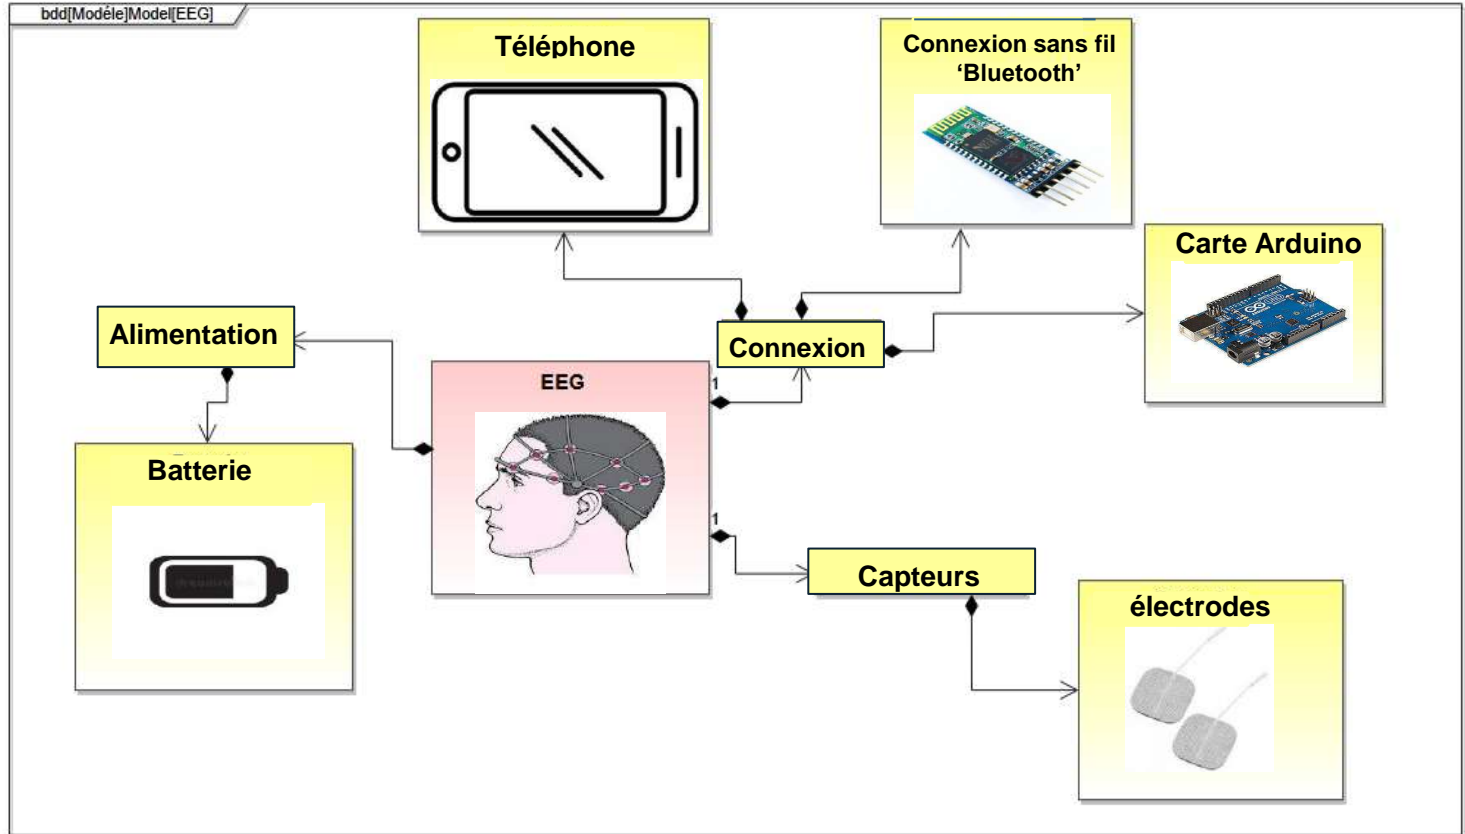 bdd[Modéle]Model[EEG]
Téléphone
Connexion sans fil
‘Bluetooth’
Carte Arduino
Alimentation
Connexion
EEG
1
Batterie
1
Capteurs
électrodes